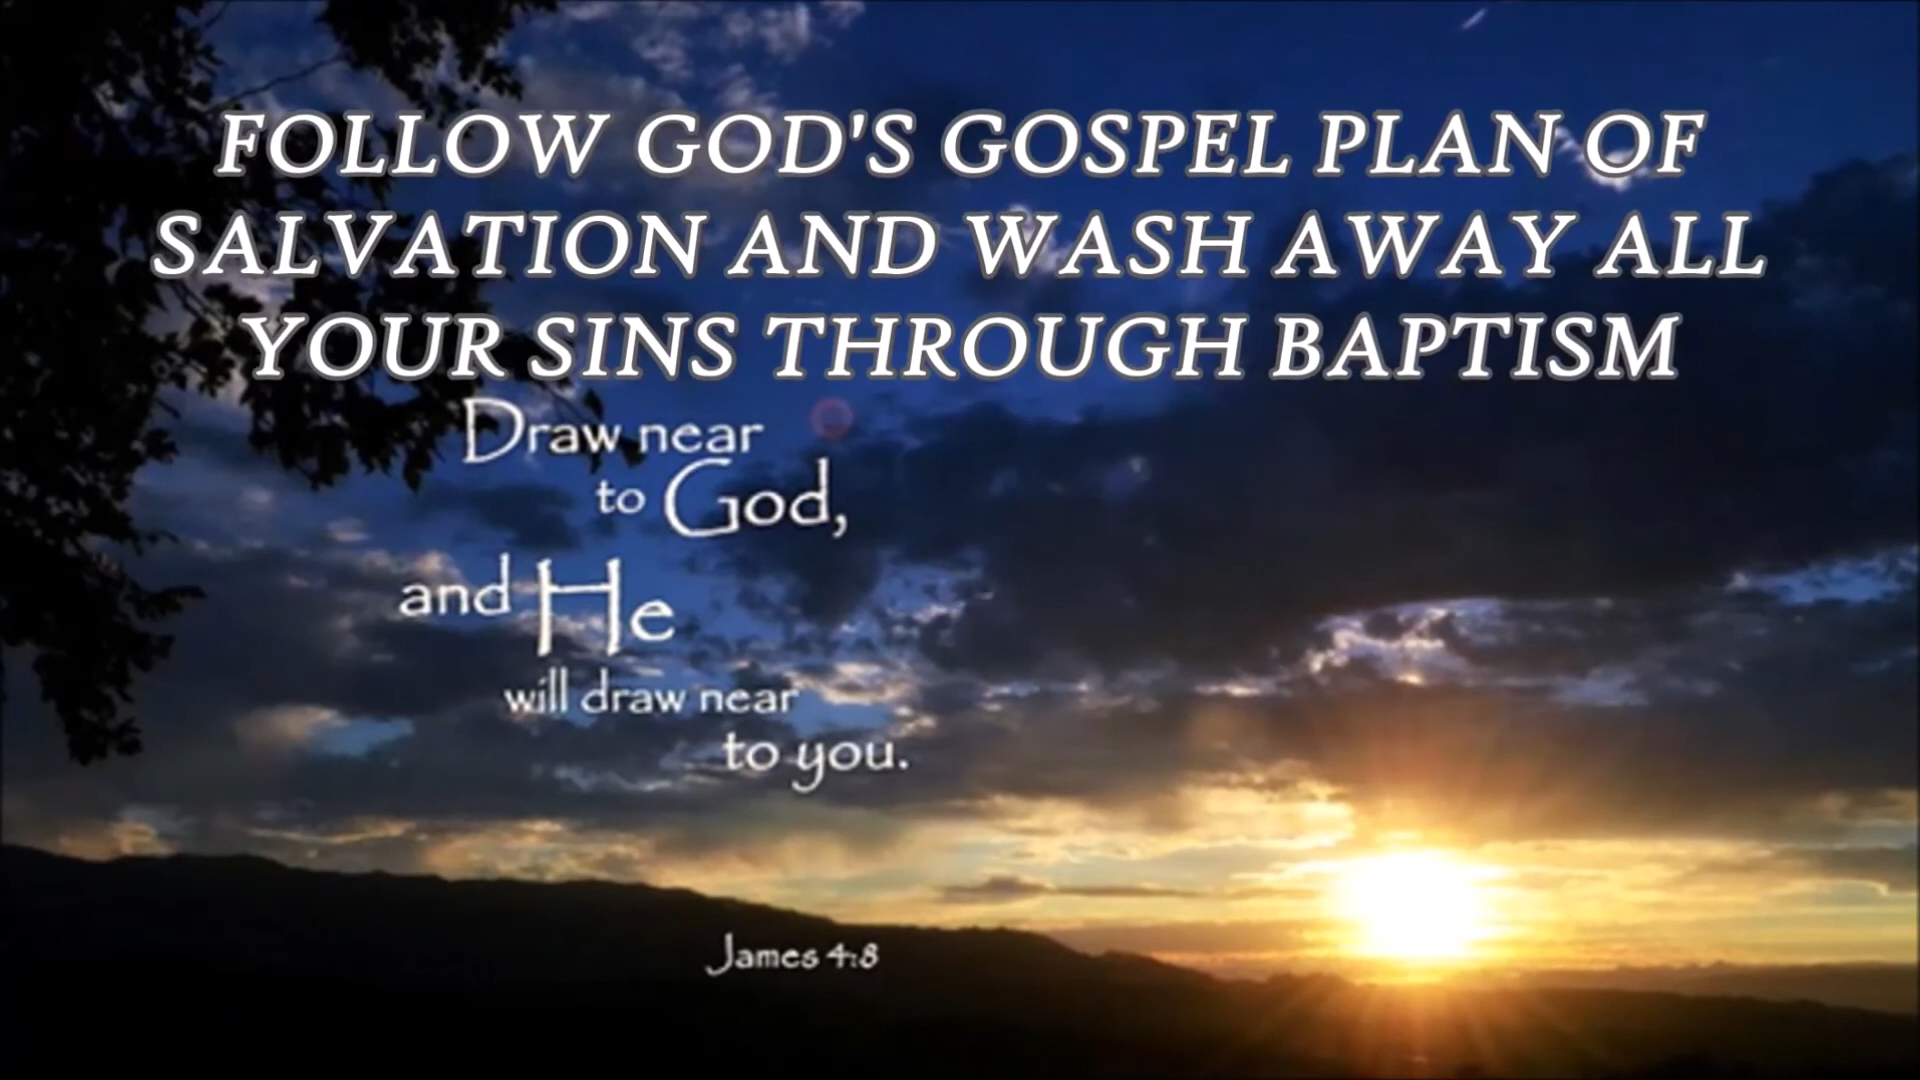 FOLLOW GOD'S GOSPEL PLAN OF
SALVATION AND WASH AWAY ALL
YOUR SINS THROUGH BAPTISM
Draw near
to God,
and He
will draw near
to you.
James 4:8